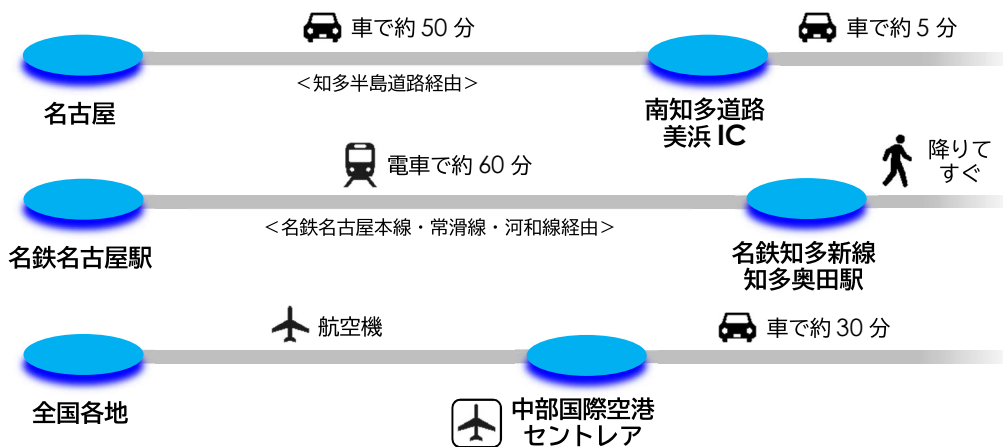 車で約 50 分
車で約 5 分
＜知多半島道路経由＞
名古屋
南知多道路
美浜 IC
電車で約 60 分
降りて
すぐ
＜名鉄名古屋本線・常滑線・河和線経由＞
名鉄名古屋駅
名鉄知多新線
知多奥田駅
航空機
車で約 30 分
全国各地
中部国際空港
セントレア